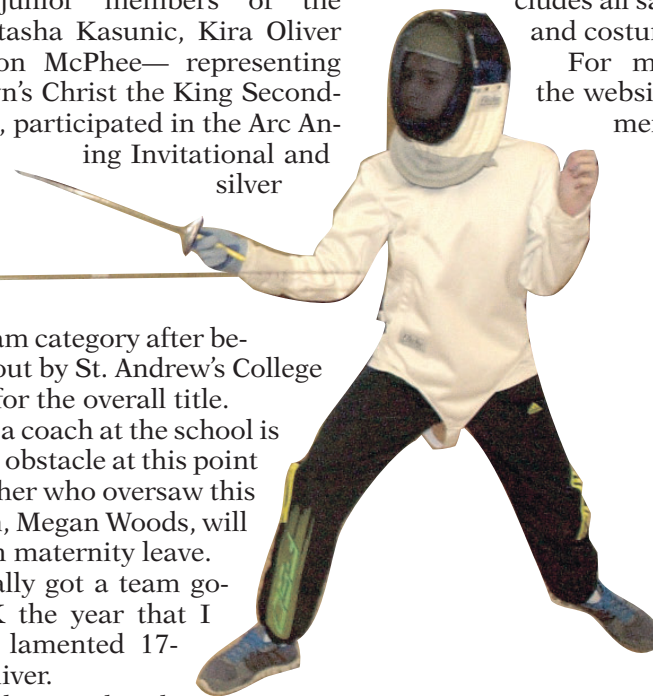 junior members of the
tasha Kasunic, Kira Oliver
on McPhee— representing
n's Christ the King Second-
, participated in the Arc An-
ing Invitational and
silver
am category after be-
out by St. Andrew's College
for the overall title.
a coach at the school is
obstacle at this point
her who oversaw this
, Megan Woods, will
n maternity leave.
ally got a team go-
K the year that I
lamented 17-
liver.
cludes all sa
and costu
For m
the websi
me